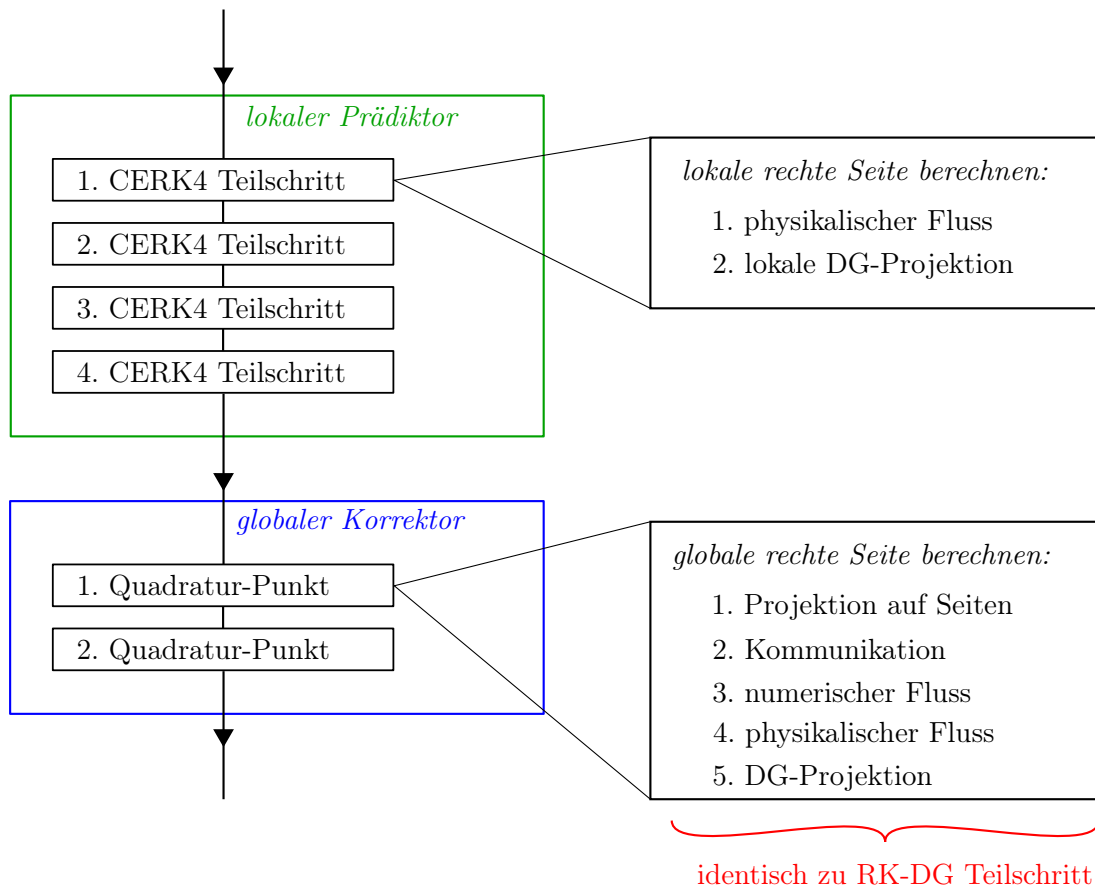 lokaler Prädiktor
1. CERK4 Teilschritt
2. CERK4 Teilschritt
3. CERK4 Teilschritt
4. CERK4 Teilschritt
lokale rechte Seite berechnen:
1. physikalischer Fluss
2. lokale DG-Projektion
globaler Korrektor
1. Quadratur-Punkt
2. Quadratur-Punkt
globale rechte Seite berechnen:
1. Projektion auf Seiten
2. Kommunikation
3. numerischer Fluss
4. physikalischer Fluss
5. DG-Projektion
identisch zu RK-DG Teilschritt